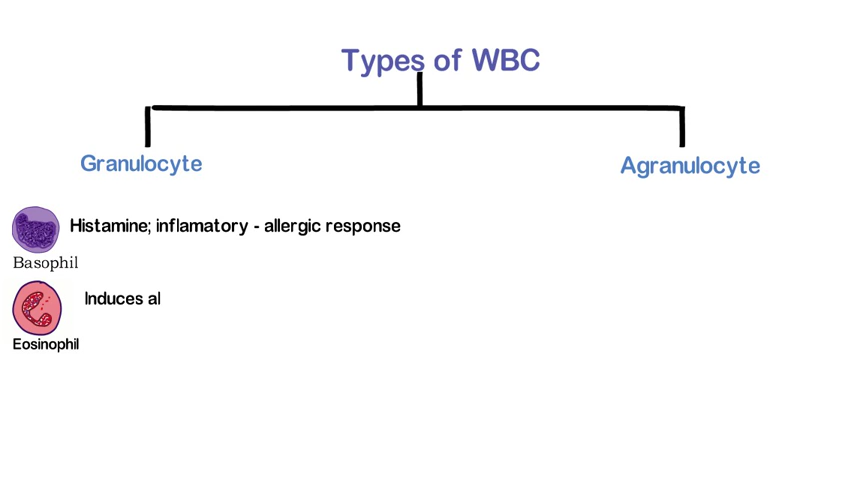 Types of WBC
Granulocyte
Agranulocyte
Histamine; inflamatory - allergic response
Basophil
Induces al
Eosinophil